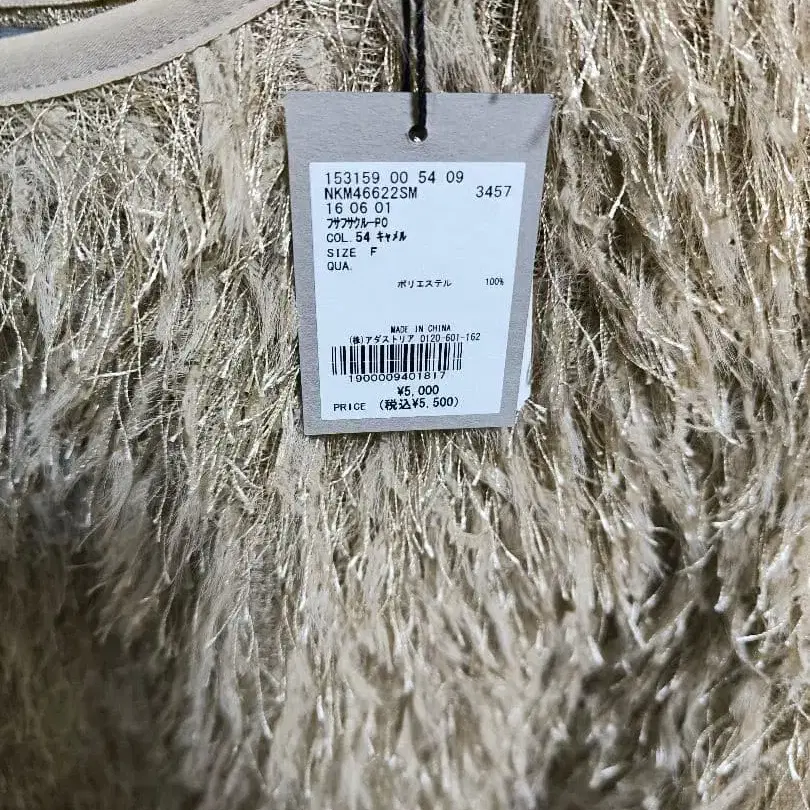 153159 00 54 09
NKM46622SM 3457
16 06 01
ﾌｻﾌｻｸﾙｰPO
COL.54 ｷｬﾒﾙ
SIZE F
QUA.
ポリエステル 100%
MADE IN CHINA
(株)アダストリア 0120-601-162
1900009401817
¥5,000
PRICE (税込¥5,500)